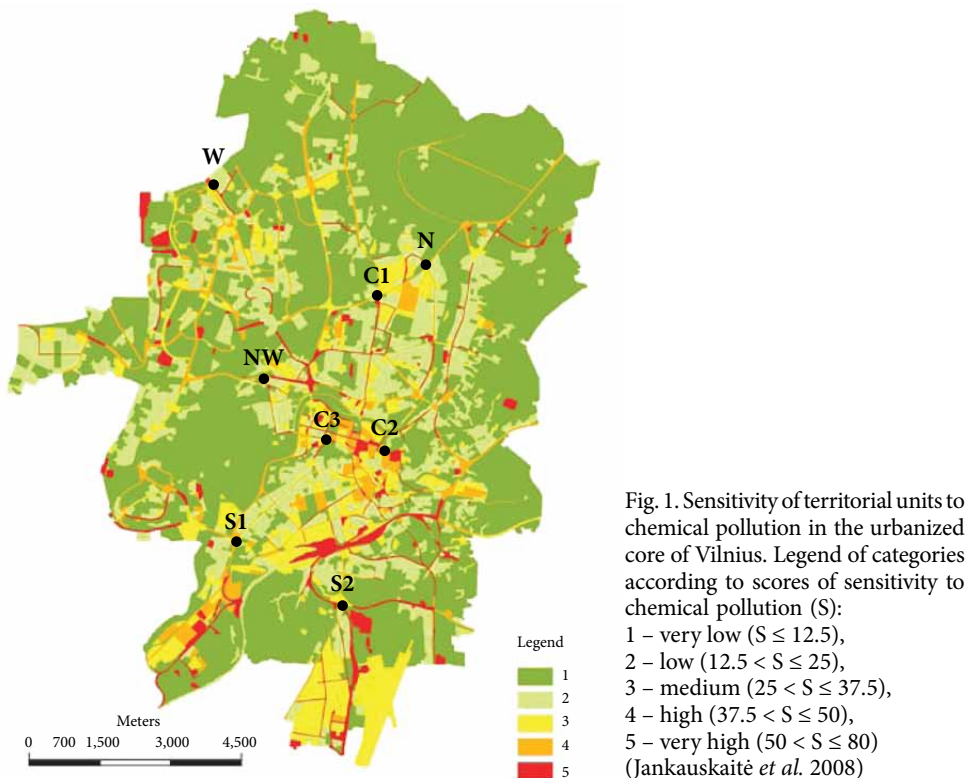 W
N
C1
NW
C3
C2
S1
S2
Legend
1
2
3
4
5
Meters
0 700 1,500 3,000 4,500
Fig. 1. Sensitivity of territorial units to
chemical pollution in the urbanized
core of Vilnius. Legend of categories
according to scores of sensitivity to
chemical pollution (S):
1 – very low (S ≤ 12.5),
2 – low (12.5 < S ≤ 25),
3 – medium (25 < S ≤ 37.5),
4 – high (37.5 < S ≤ 50),
5 – very high (50 < S ≤ 80)
(Jankauskaitė et al. 2008)